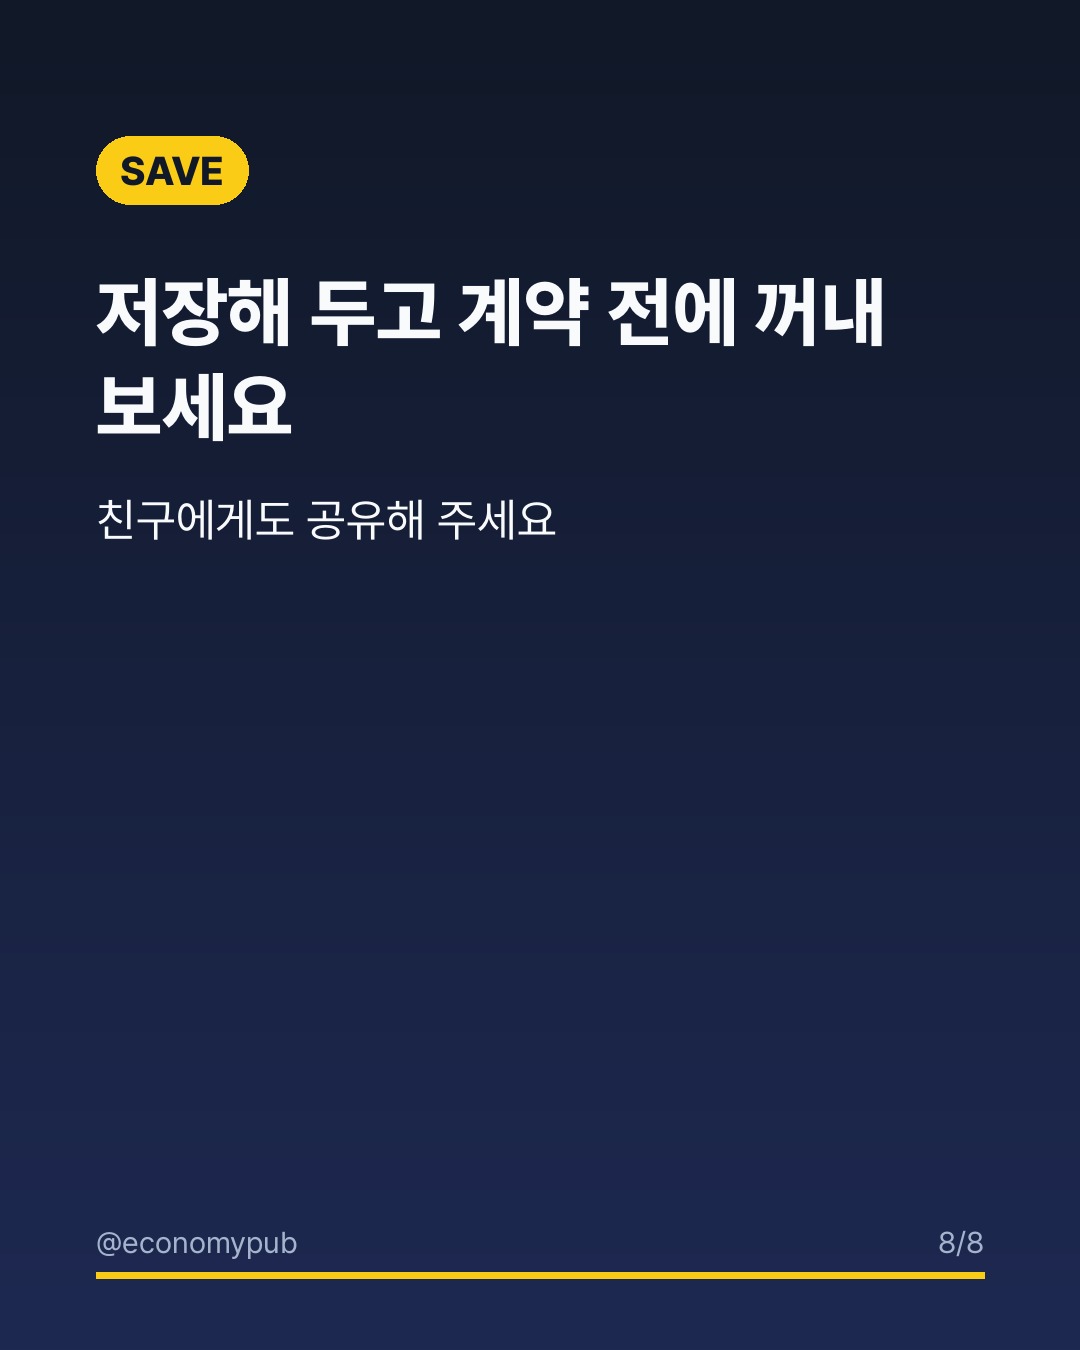 SAVE
저장해 두고 계약 전에 꺼내
보세요
친구에게도 공유해 주세요
@economypub
8/8